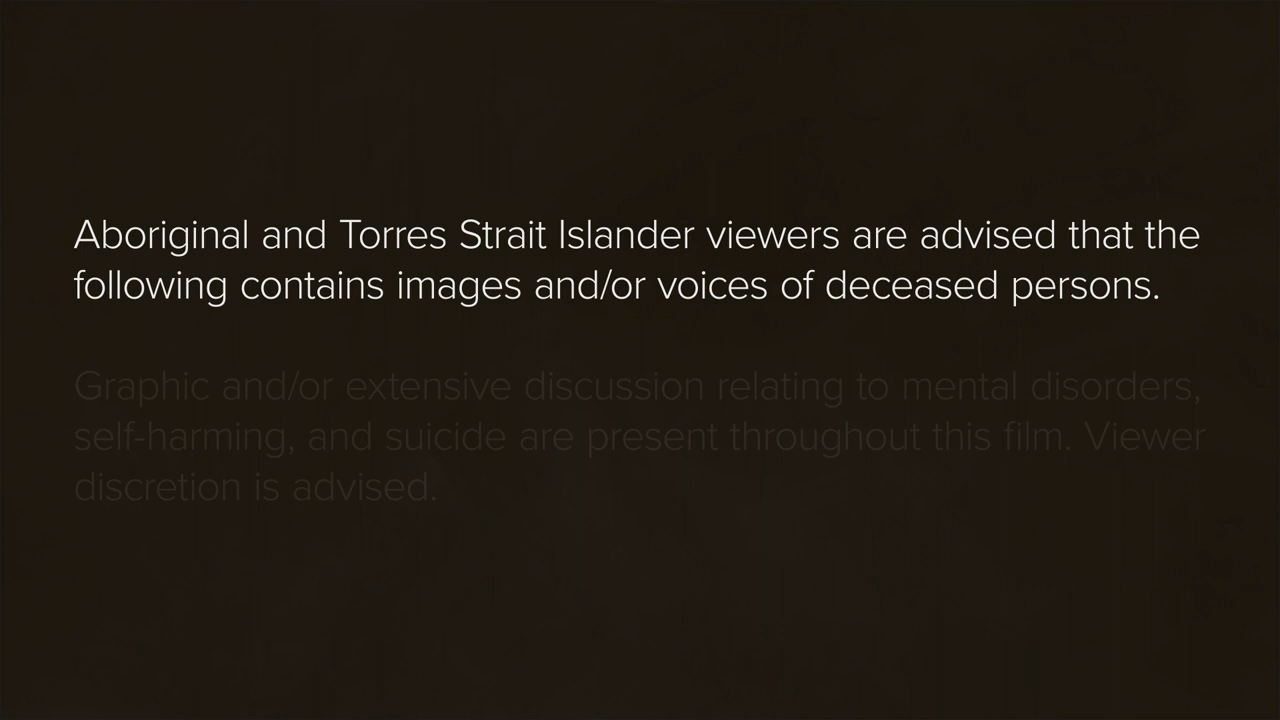 Aboriginal and Torres Strait Islander viewers are advised that the
following contains images and/or voices of deceased persons.
Graphic and/or extensive discussion relating to mental disorders,
self-harming, and suicide are present throughout this film. Viewer
discretion is advised.